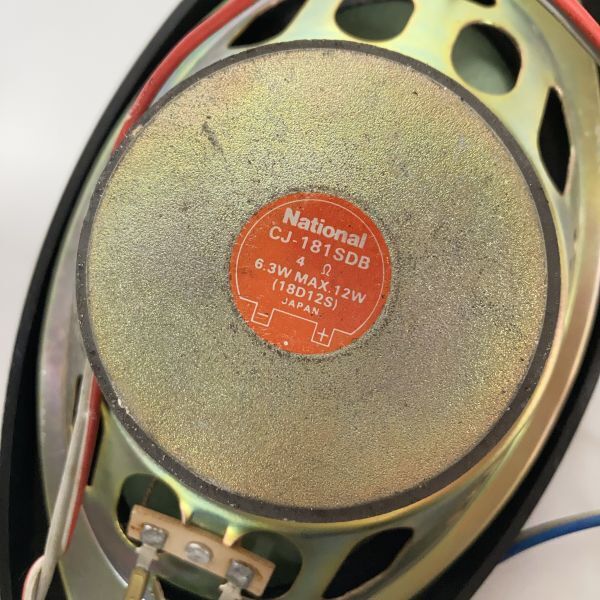 National
CJ-181SDB
4 Ω
6.3W MAX.12W
(18D12S)
JAPAN
− +